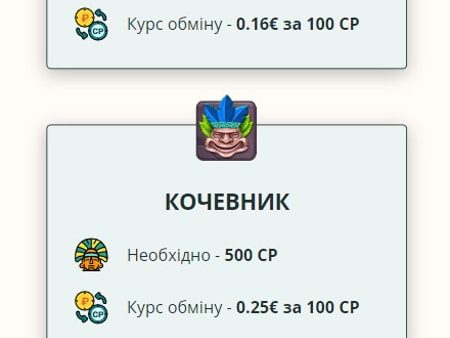 Курс обміну - 0.16€ за 100 CP
КОЧЕВНИК
Необхідно - 500 CP
Курс обміну - 0.25€ за 100 CP